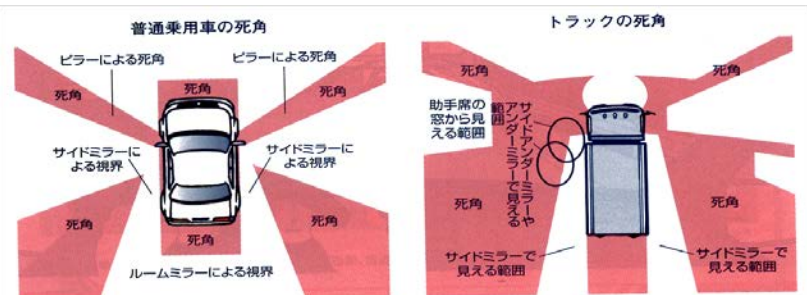 普通乗用車の死角
ピラーによる死角
ピラーによる死角
死角
死角
死角
サイドミラーに
よる視界
サイドミラーに
よる視界
死角
死角
死角
ルームミラーによる視界
トラックの死角
死角
死角
助手席の
窓から見
える範囲
サイドアンダーミラーや
アンダーミラーで見える
範囲
死角
死角
サイドミラーで
見える範囲
サイドミラーで
見える範囲